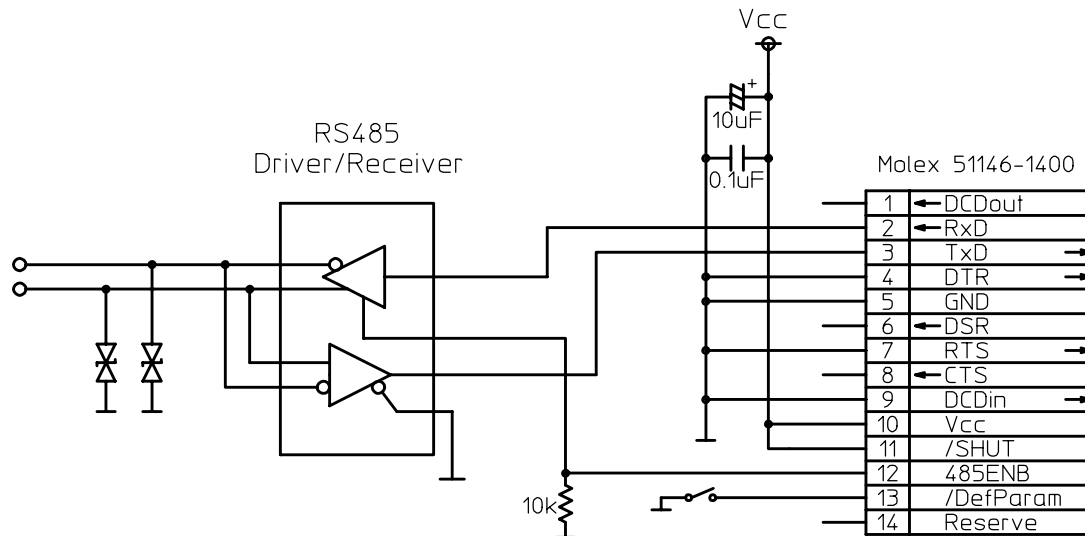 Vcc
+
10uF
RS485
Driver/Receiver
0.1uF
Molex 51146-1400
1 DCDout
2 RxD
3 TxD
4 DTR
5 GND
6 DSR
7 RTS
8 CTS
9 DCDin
10 Vcc
11 /SHUT
12 485ENB
13 /DefParam
10k
14 Reserve